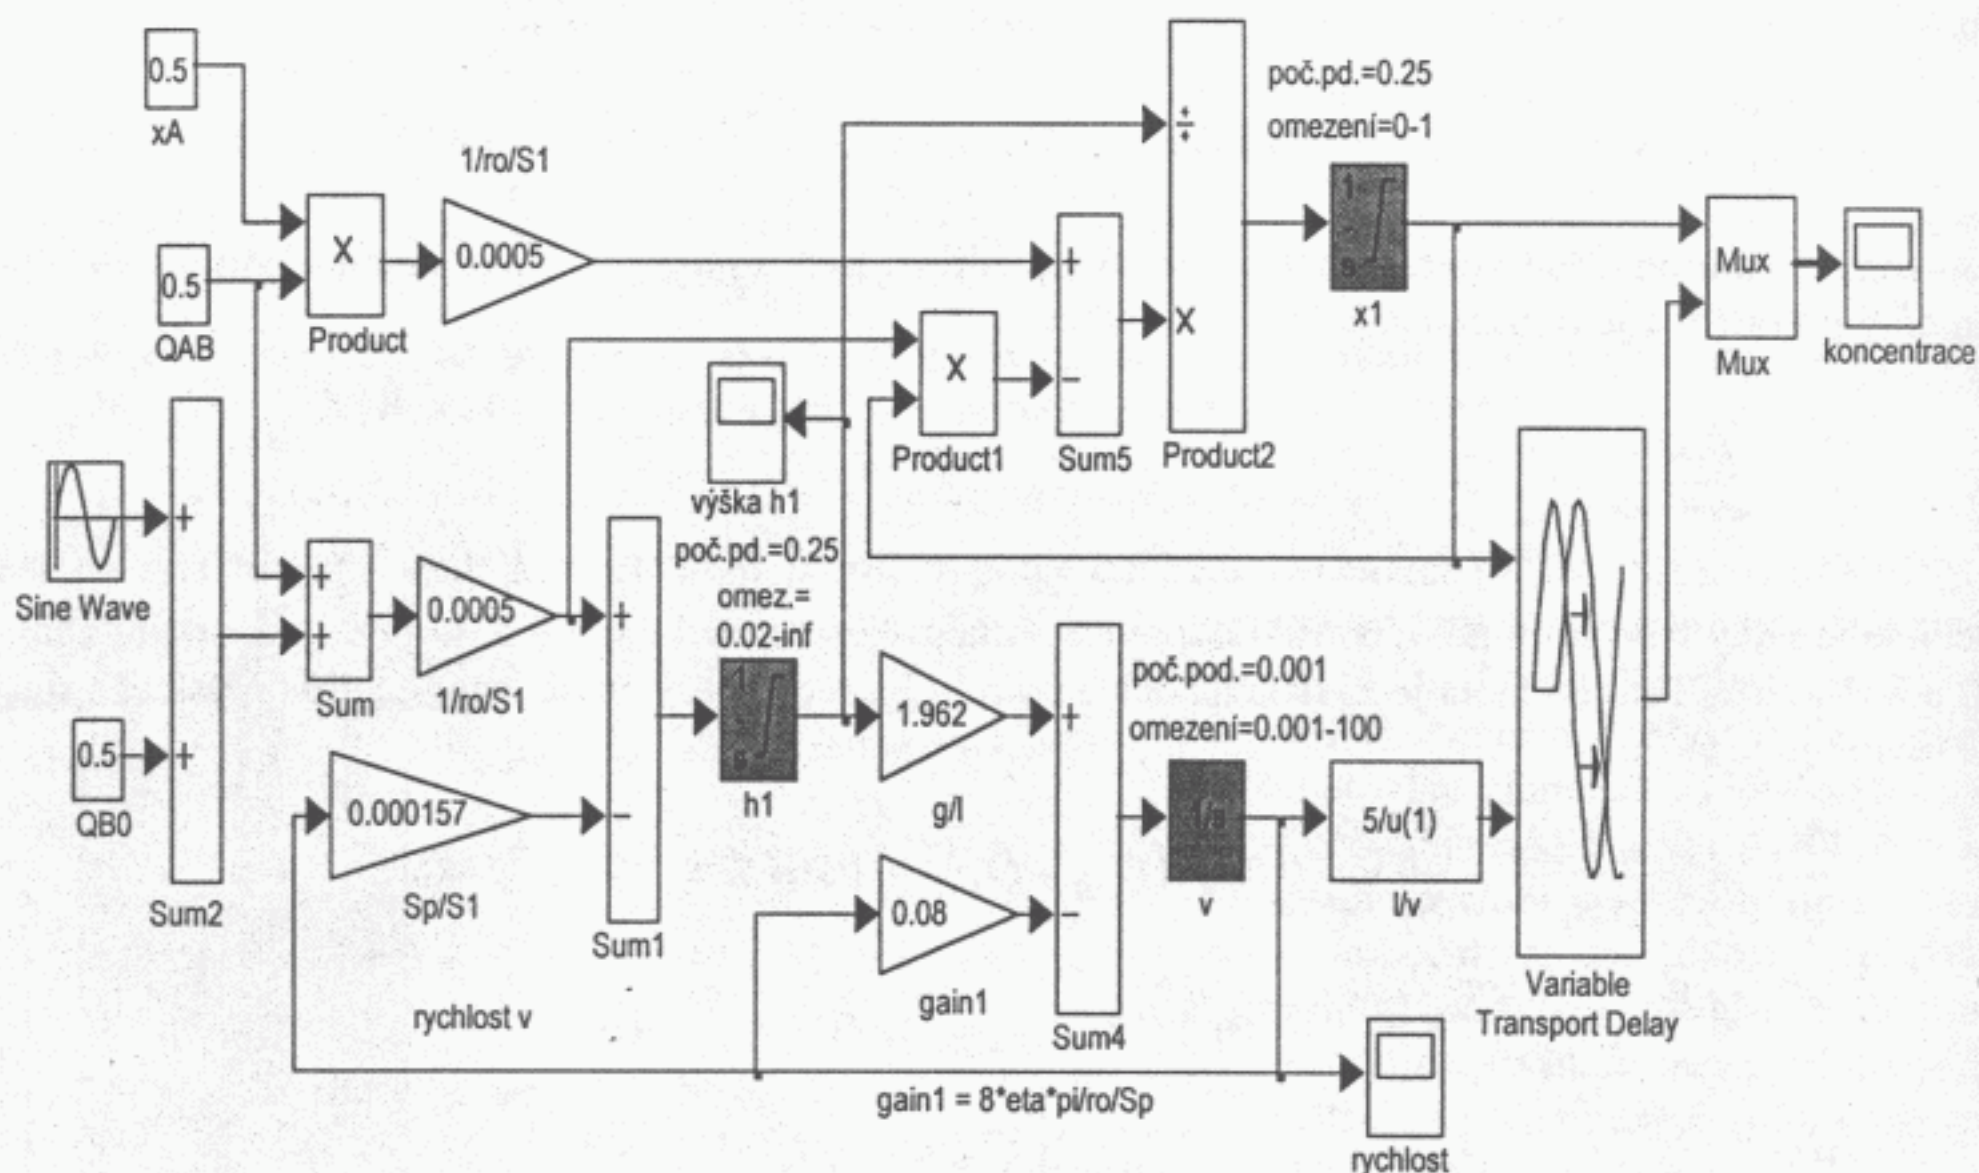 0.5
xA
1/ro/S1
poč.pd.=0.25
omezení=0-1
X
0.0005
0.5
QAB
Product
÷
+
X
x1
Mux
Mux
koncentrace
X
Product1
−
Sum5
Product2
výška h1
poč.pd.=0.25
omez.=
0.02-inf
Sine Wave
+
+
+
Sum
0.0005
1/ro/S1
+
h1
1.962
g/l
+
poč.pod.=0.001
omezení=0.001-100
0.5
QB0
+
Sum2
0.000157
Sp/S1
−
Sum1
0.08
gain1
−
Sum4
v
5/u(1)
l/v
Variable
Transport Delay
rychlost v
gain1 = 8*eta*pi/ro/Sp
rychlost